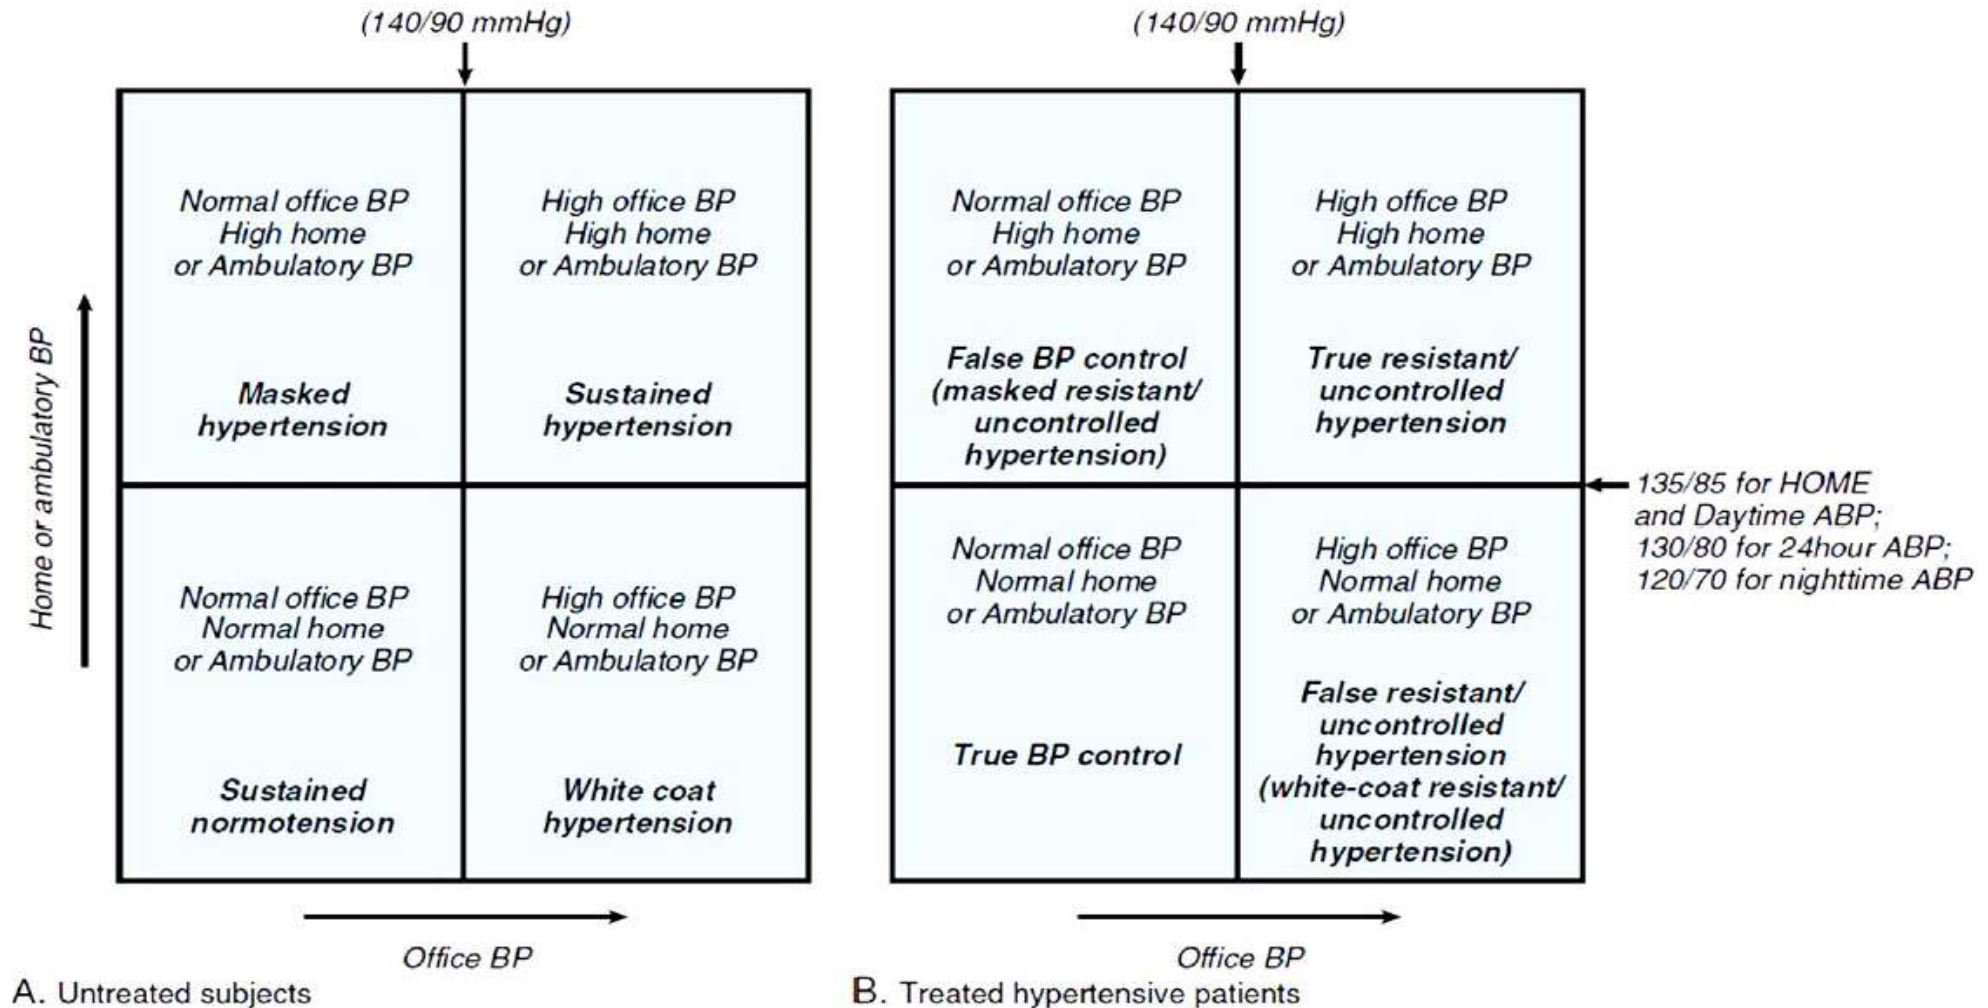 (140/90 mmHg)
Normal office BP
High home
or Ambulatory BP
Masked
hypertension
High office BP
High home
or Ambulatory BP
Sustained
hypertension
Normal office BP
Normal home
or Ambulatory BP
Sustained
normotension
High office BP
Normal home
or Ambulatory BP
White coat
hypertension
Home or ambulatory BP
Office BP
A. Untreated subjects
(140/90 mmHg)
Normal office BP
High home
or Ambulatory BP
False BP control
(masked resistant/
uncontrolled
hypertension)
High office BP
High home
or Ambulatory BP
True resistant/
uncontrolled
hypertension
Normal office BP
Normal home
or Ambulatory BP
True BP control
High office BP
Normal home
or Ambulatory BP
False resistant/
uncontrolled
hypertension
(white-coat resistant/
uncontrolled
hypertension)
135/85 for HOME
and Daytime ABP;
130/80 for 24hour ABP;
120/70 for nighttime ABP
Office BP
B. Treated hypertensive patients